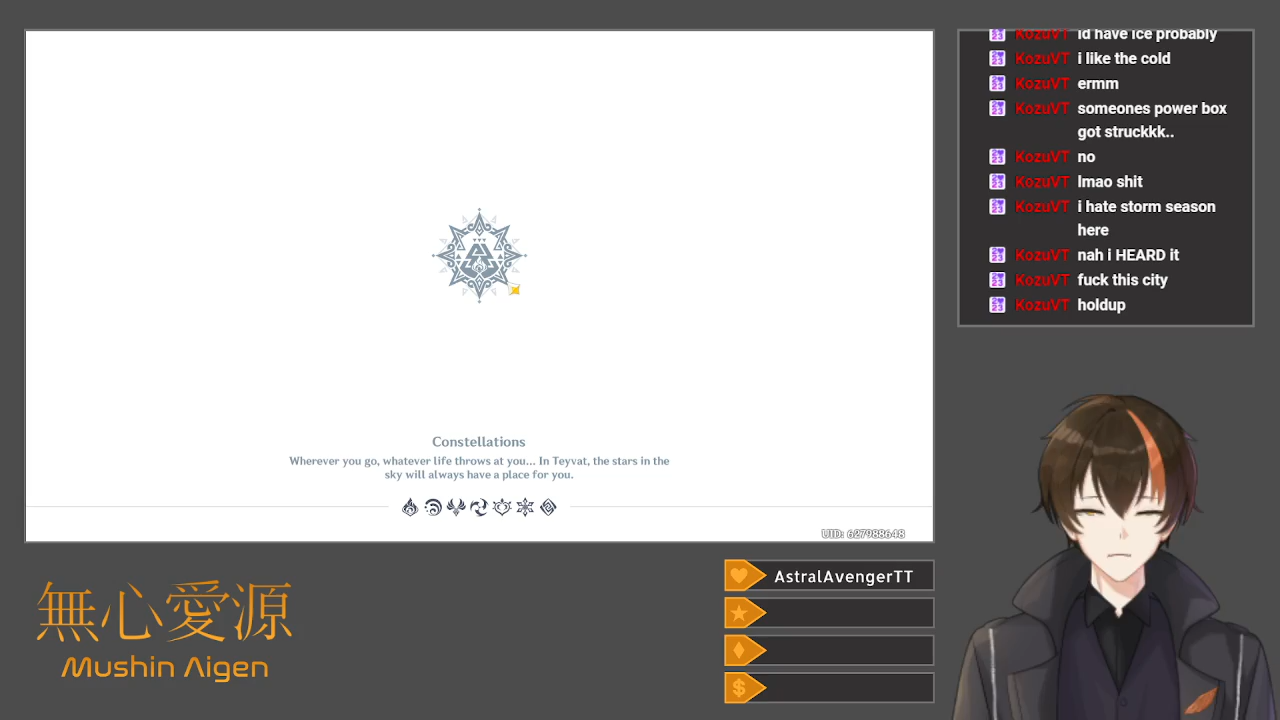 KozuVT id have ice probably
KozuVT i like the cold
KozuVT ermm
KozuVT someones power box
got struckkk..
KozuVT no
KozuVT lmao shit
KozuVT i hate storm season
here
KozuVT nah i HEARD it
KozuVT fuck this city
KozuVT holdup
Constellations
Wherever you go, whatever life throws at you... In Teyvat, the stars in the
sky will always have a place for you.
UID: 627988648
無心愛源
Mushin Aigen
AstralAvengerTT